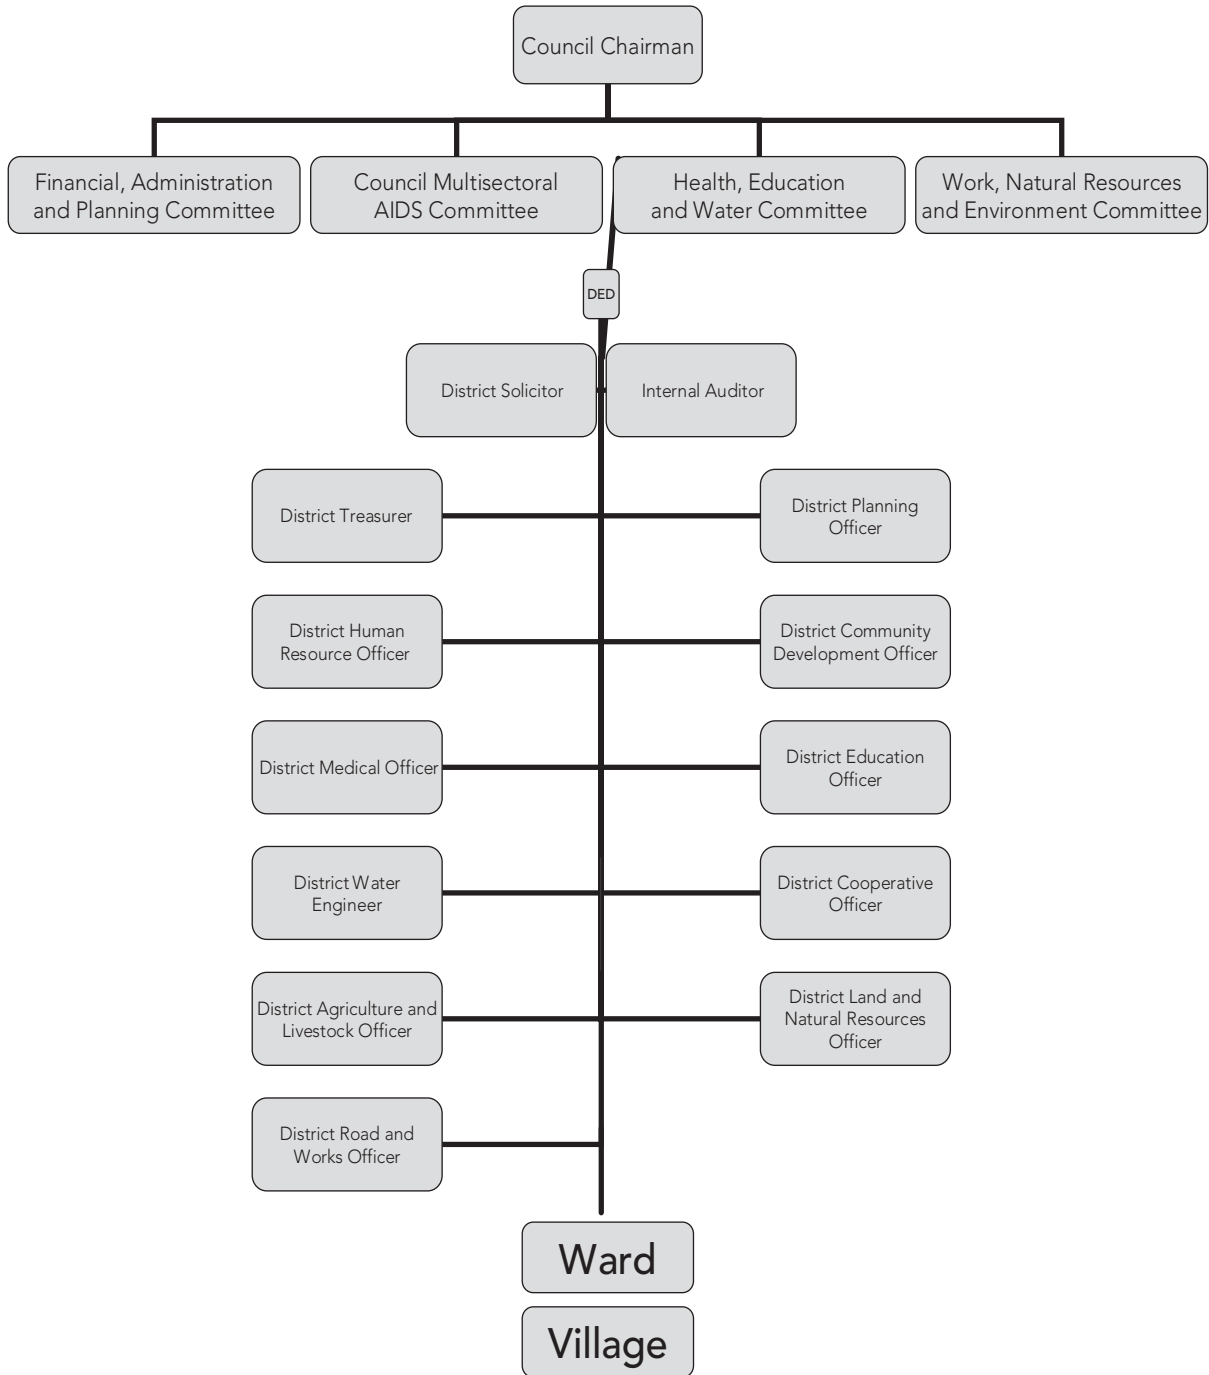 Council Chairman
Financial, Administration
and Planning Committee
Council Multisectoral
AIDS Committee
Health, Education
and Water Committee
Work, Natural Resources
and Environment Committee
DED
District Solicitor
Internal Auditor
District Treasurer
District Planning
Officer
District Human
Resource Officer
District Community
Development Officer
District Medical Officer
District Education
Officer
District Water
Engineer
District Cooperative
Officer
District Agriculture and
Livestock Officer
District Land and
Natural Resources
Officer
District Road and
Works Officer
Ward
Village